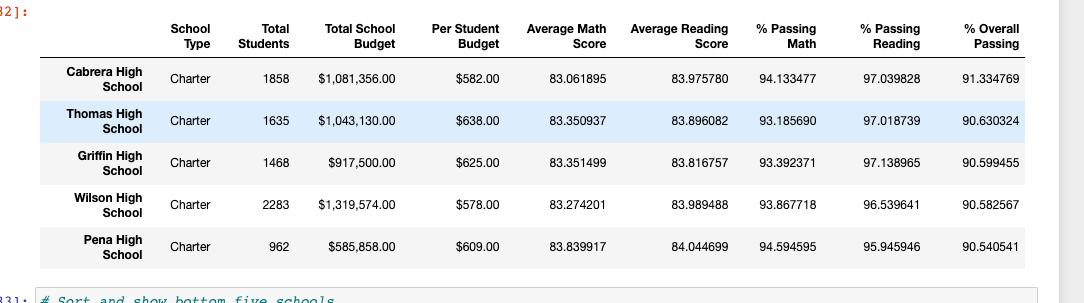 32]:
School Type Total Students Total School Budget Per Student Budget Average Math Score Average Reading Score % Passing Math % Passing Reading % Overall Passing
Cabrera High School Charter 1858 $1,081,356.00 $582.00 83.061895 83.975780 94.133477 97.039828 91.334769
Thomas High School Charter 1635 $1,043,130.00 $638.00 83.350937 83.896082 93.185690 97.018739 90.630324
Griffin High School Charter 1468 $917,500.00 $625.00 83.351499 83.816757 93.392371 97.138965 90.599455
Wilson High School Charter 2283 $1,319,574.00 $578.00 83.274201 83.989488 93.867718 96.539641 90.582567
Pena High School Charter 962 $585,858.00 $609.00 83.839917 84.044699 94.594595 95.945946 90.540541
33]: # Sort and show bottom five schools